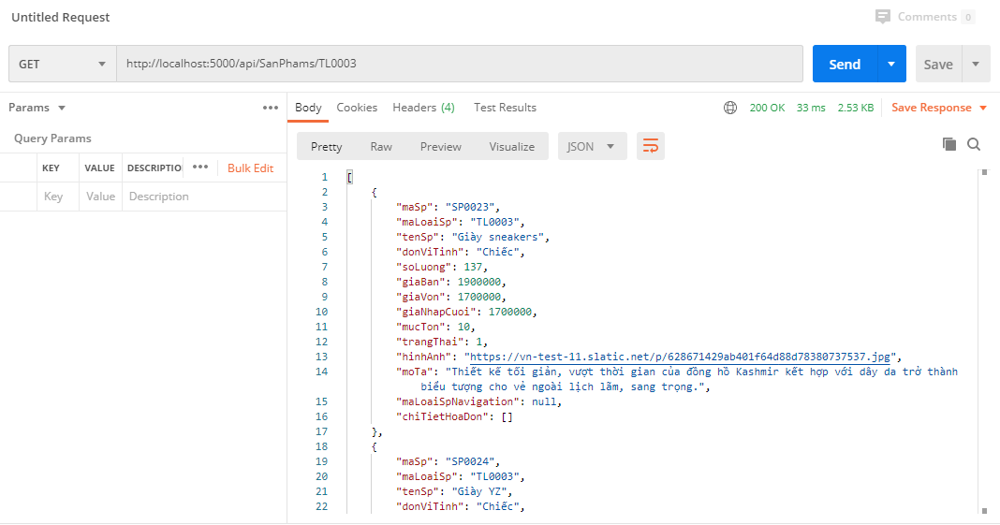 Untitled Request
Comments 0
GET http://localhost:5000/api/SanPhams/TL0003 Send Save
Params ••• Body Cookies Headers (4) Test Results 200 OK 33 ms 2.53 KB Save Response
Query Params Pretty Raw Preview Visualize JSON
KEY VALUE DESCRIPTIO ••• Bulk Edit
Key Value Description
1 [
2 {
3 "maSp": "SP0023",
4 "maLoaiSp": "TL0003",
5 "tenSp": "Giày sneakers",
6 "donViTinh": "Chiếc",
7 "soLuong": 137,
8 "giaBan": 1900000,
9 "giaVon": 1700000,
10 "giaNhapCuoi": 1700000,
11 "mucTon": 10,
12 "trangThai": 1,
13 "hinhAnh": "https://vn-test-11.slatic.net/p/628671429ab401f64d88d78380737537.jpg",
14 "moTa": "Thiết kế tối giản, vượt thời gian của đồng hồ Kashmir kết hợp với dây da trở thành
biểu tượng cho vẻ ngoài lịch lãm, sang trọng.",
15 "maLoaiSpNavigation": null,
16 "chiTietHoaDon": []
17 },
18 {
19 "maSp": "SP0024",
20 "maLoaiSp": "TL0003",
21 "tenSp": "Giày YZ",
22 "donViTinh": "Chiếc",